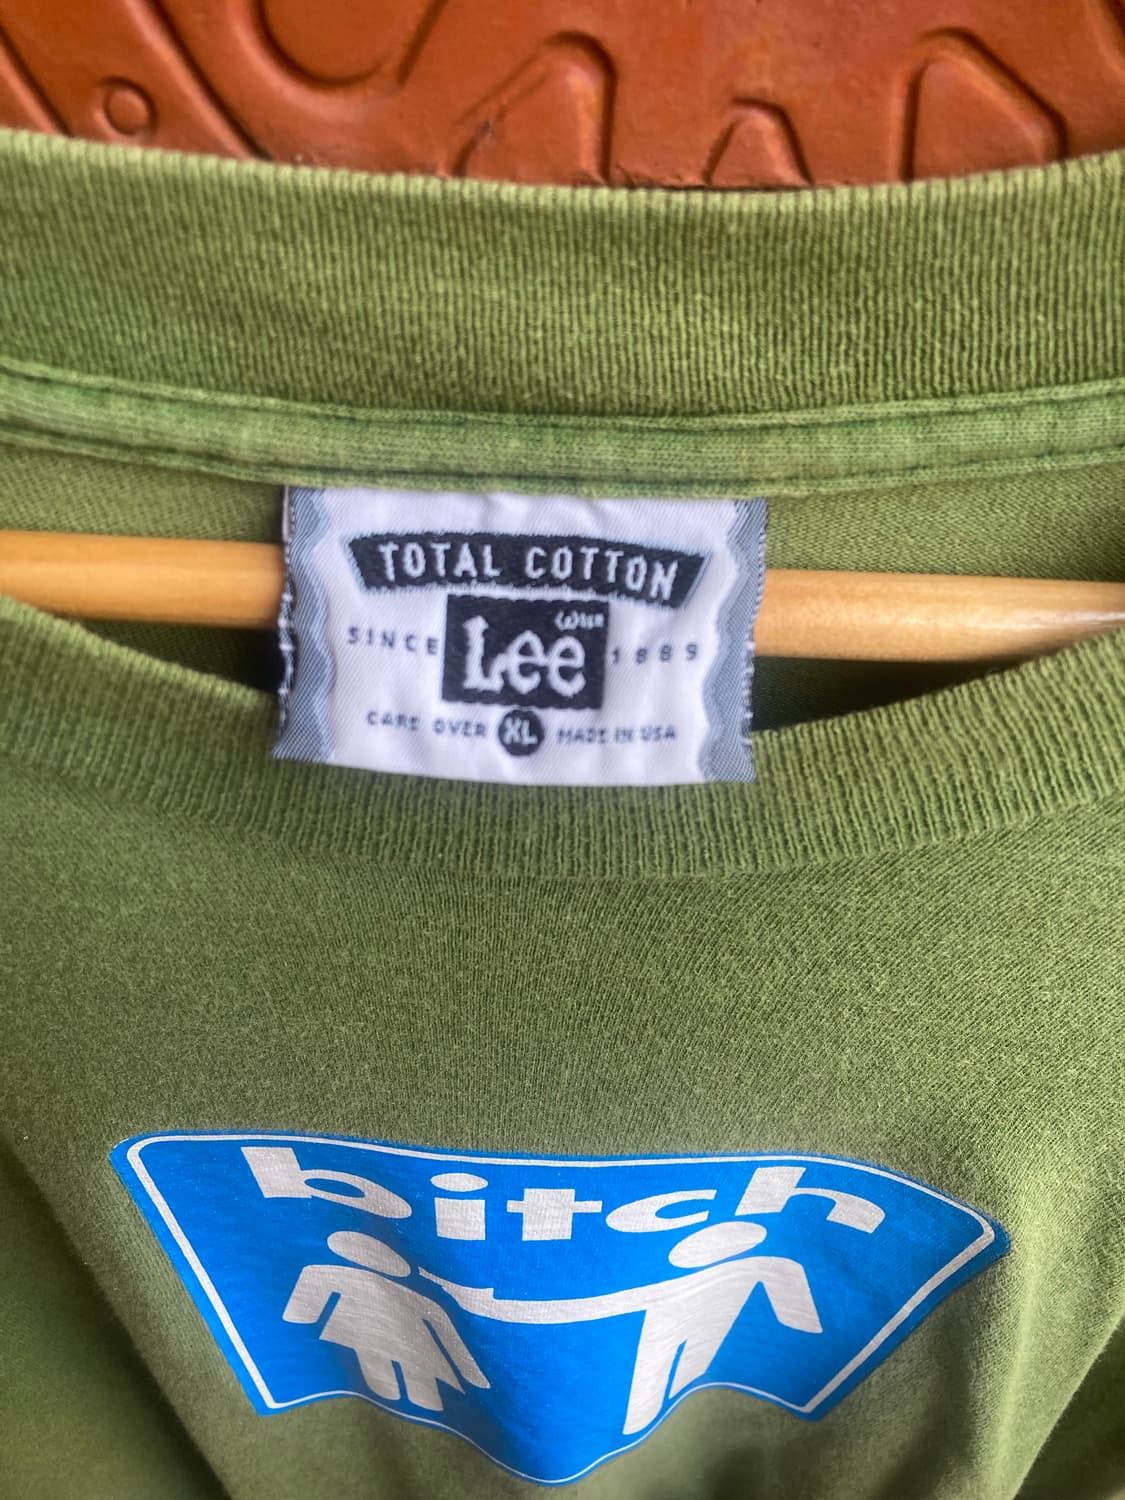 TOTAL COTTON
Lee
SINCE 1889
CARE OVER XL MADE IN USA
bitch